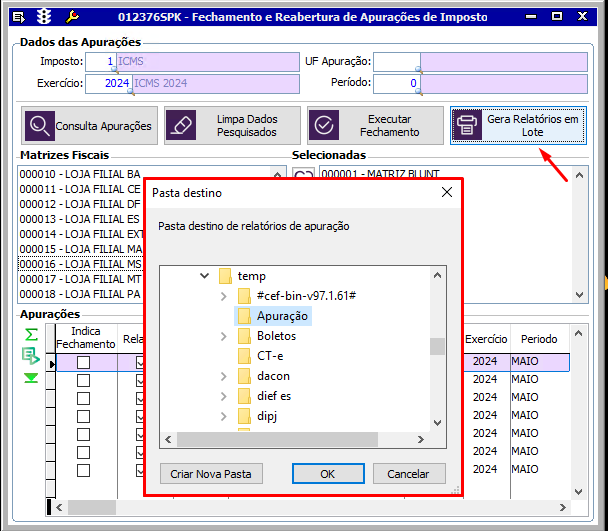 012376SPK - Fechamento e Reabertura de Apurações de Imposto
Dados das Apurações
Imposto: 1 ICMS UF Apuração:
Exercício: 2024 ICMS 2024 Período: 0
Consulta Apurações
Limpa Dados
Pesquisados
Executar
Fechamento
Gera Relatórios em
Lote
Matrizes Fiscais
000010 - LOJA FILIAL BA
000011 - LOJA FILIAL CE
000012 - LOJA FILIAL DF
000013 - LOJA FILIAL ES
000014 - LOJA FILIAL EXT
000015 - LOJA FILIAL MA
000016 - LOJA FILIAL MS
000017 - LOJA FILIAL MT
000018 - LOJA FILIAL PA
Selecionadas
000001 - MATRIZ BLUNT
Pasta destino
Pasta destino de relatórios de apuração
temp
#cef-bin-v97.1.61#
Apuração
Boletos
CT-e
dacon
dief es
dipj
Criar Nova Pasta
OK
Cancelar
Apurações
Indica
Fechamento
Rela
Exercício Periodo
2024 MAIO
2024 MAIO
2024 MAIO
2024 MAIO
2024 MAIO
2024 MAIO
2024 MAIO